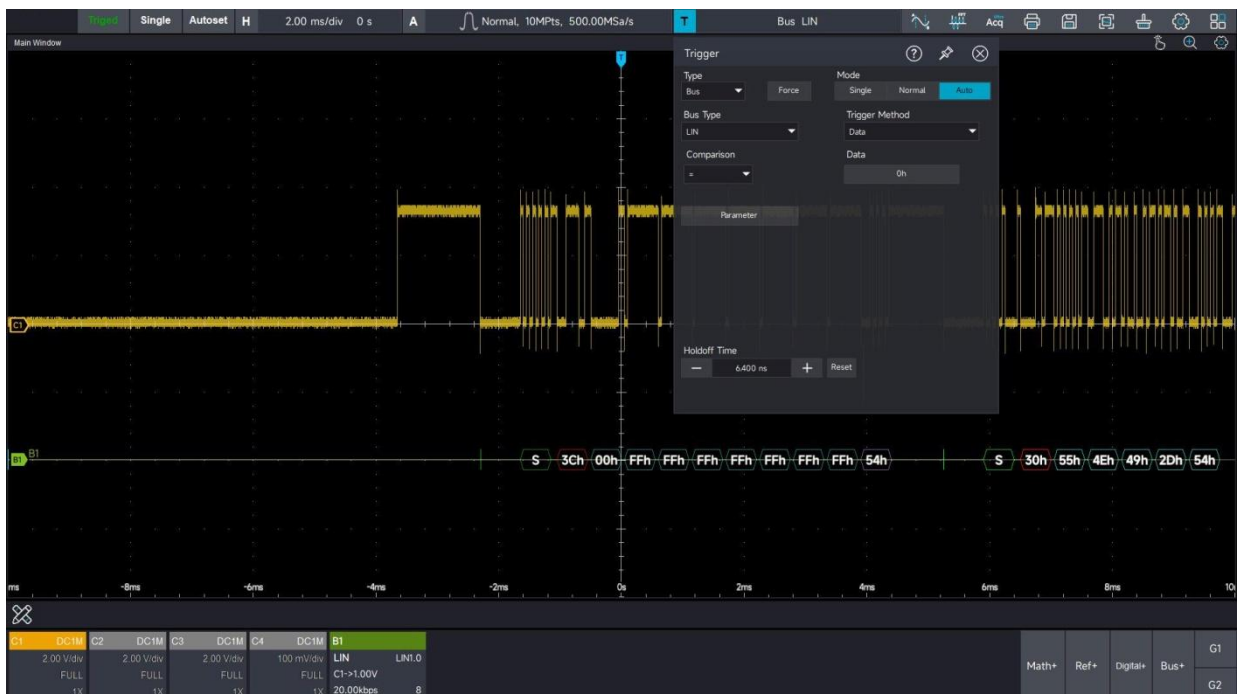 Triged Single Autoset H 2.00 ms/div 0 s A Normal, 10MPts, 500.00MSa/s T Bus LIN Acq
Main Window
T
Trigger
Type Mode
Bus Force Single Normal Auto
Bus Type Trigger Method
LIN Data
Comparison Data
= 0h
Parameter
C1
Holdoff Time
— 6.400 ns + Reset
B1 B1 S 3Ch 00h FFh FFh FFh FFh FFh FFh FFh 54h S 30h 55h 4Eh 49h 2Dh 54h
ms -8ms -6ms -4ms -2ms 0s 2ms 4ms 6ms 8ms 10
C1 DC1M C2 DC1M C3 DC1M C4 DC1M B1
2.00 V/div 2.00 V/div 2.00 V/div 100 mV/div LIN LIN1.0
FULL FULL FULL FULL C1->1.00V
1X 1X 1X 1X 20.00kbps 8
Math+ Ref+ Digital+ Bus+ G1
G2